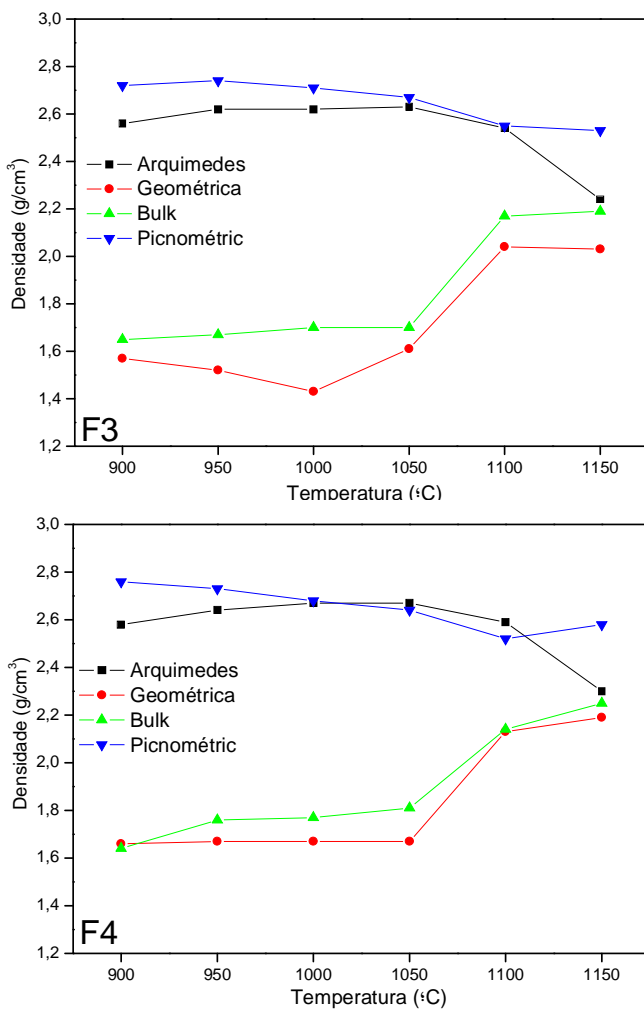 3,0
2,8
2,6
2,4
2,2
2,0
1,8
1,6
1,4
1,2
Densidade (g/cm³)
Arquimedes
Geométrica
Bulk
Picnométric
F3
900 950 1000 1050 1100 1150
Temperatura (ºC)
3,0
2,8
2,6
2,4
2,2
2,0
1,8
1,6
1,4
1,2
Densidade (g/cm³)
Arquimedes
Geométrica
Bulk
Picnométric
F4
900 950 1000 1050 1100 1150
Temperatura (ºC)